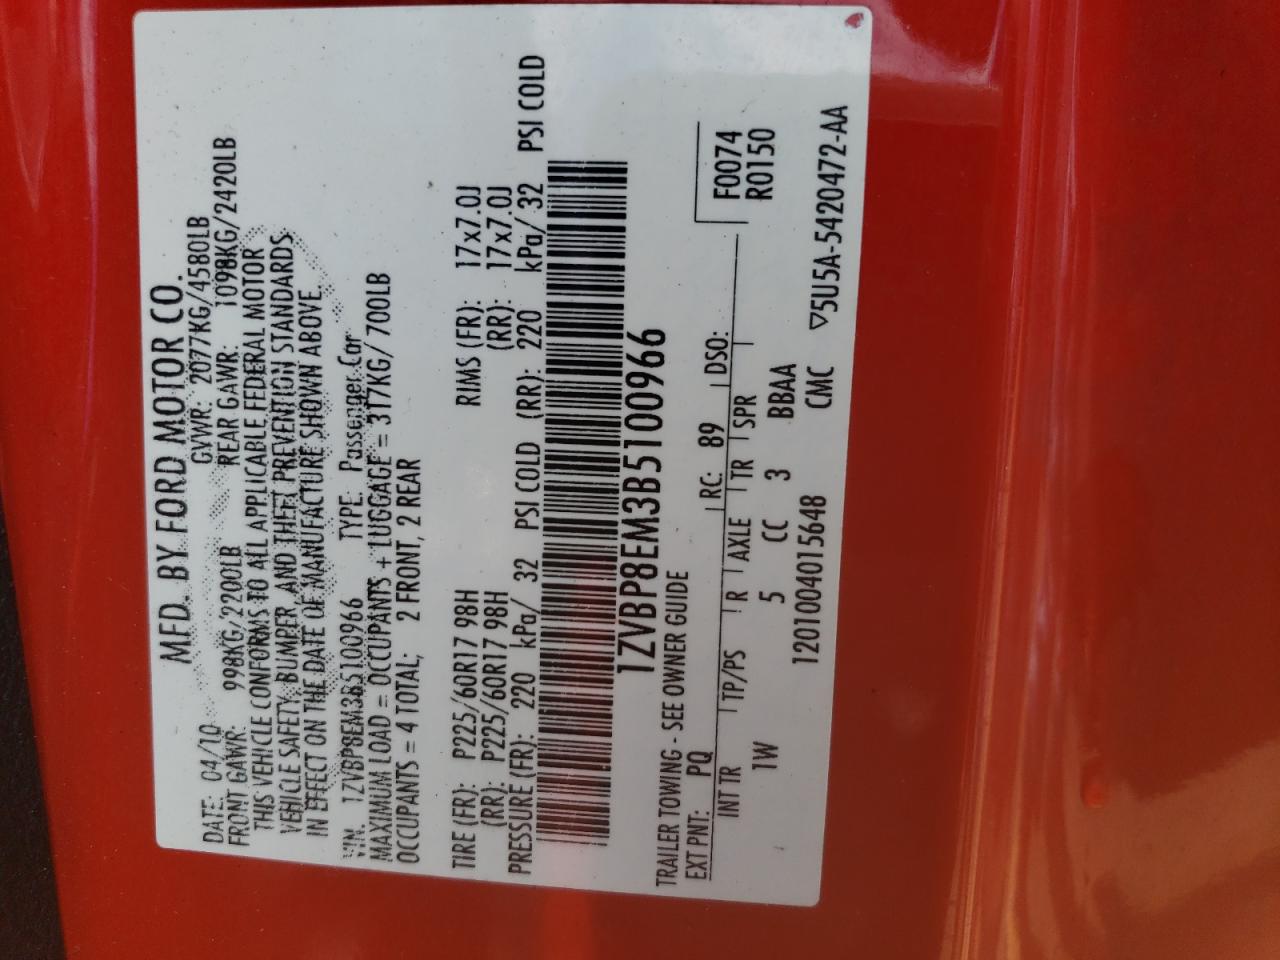 MFD. BY FORD MOTOR CO.
DATE: 04/10 GVWR: 2077KG/4580LB
FRONT GAWR: 998KG/2200LB REAR GAWR: 1098KG/2420LB
THIS VEHICLE CONFORMS TO ALL APPLICABLE FEDERAL MOTOR
VEHICLE SAFETY, BUMPER, AND THEFT PREVENTION STANDARDS
IN EFFECT ON THE DATE OF MANUFACTURE SHOWN ABOVE.
VIN: 1ZVBP8EM3B5100966 TYPE: Passenger Car
MAXIMUM LOAD = OCCUPANTS + LUGGAGE = 317KG/ 700LB
OCCUPANTS = 4 TOTAL; 2 FRONT, 2 REAR
TIRE (FR): P225/60R17 98H RIMS (FR): 17x7.0J
(RR): P225/60R17 98H (RR): 17x7.0J
PRESSURE (FR): 220 kPa/ 32 PSI COLD (RR): 220 kPa/ 32 PSI COLD
1ZVBP8EM3B5100966
TRAILER TOWING - SEE OWNER GUIDE
EXT PNT: PQ RC: 89 DSO: F0074
INT TR TP/PS R AXLE TR SPR R0150
1W 5 CC 3 BBAA
1201004015648 CMC ▽5U5A-5420472-AA